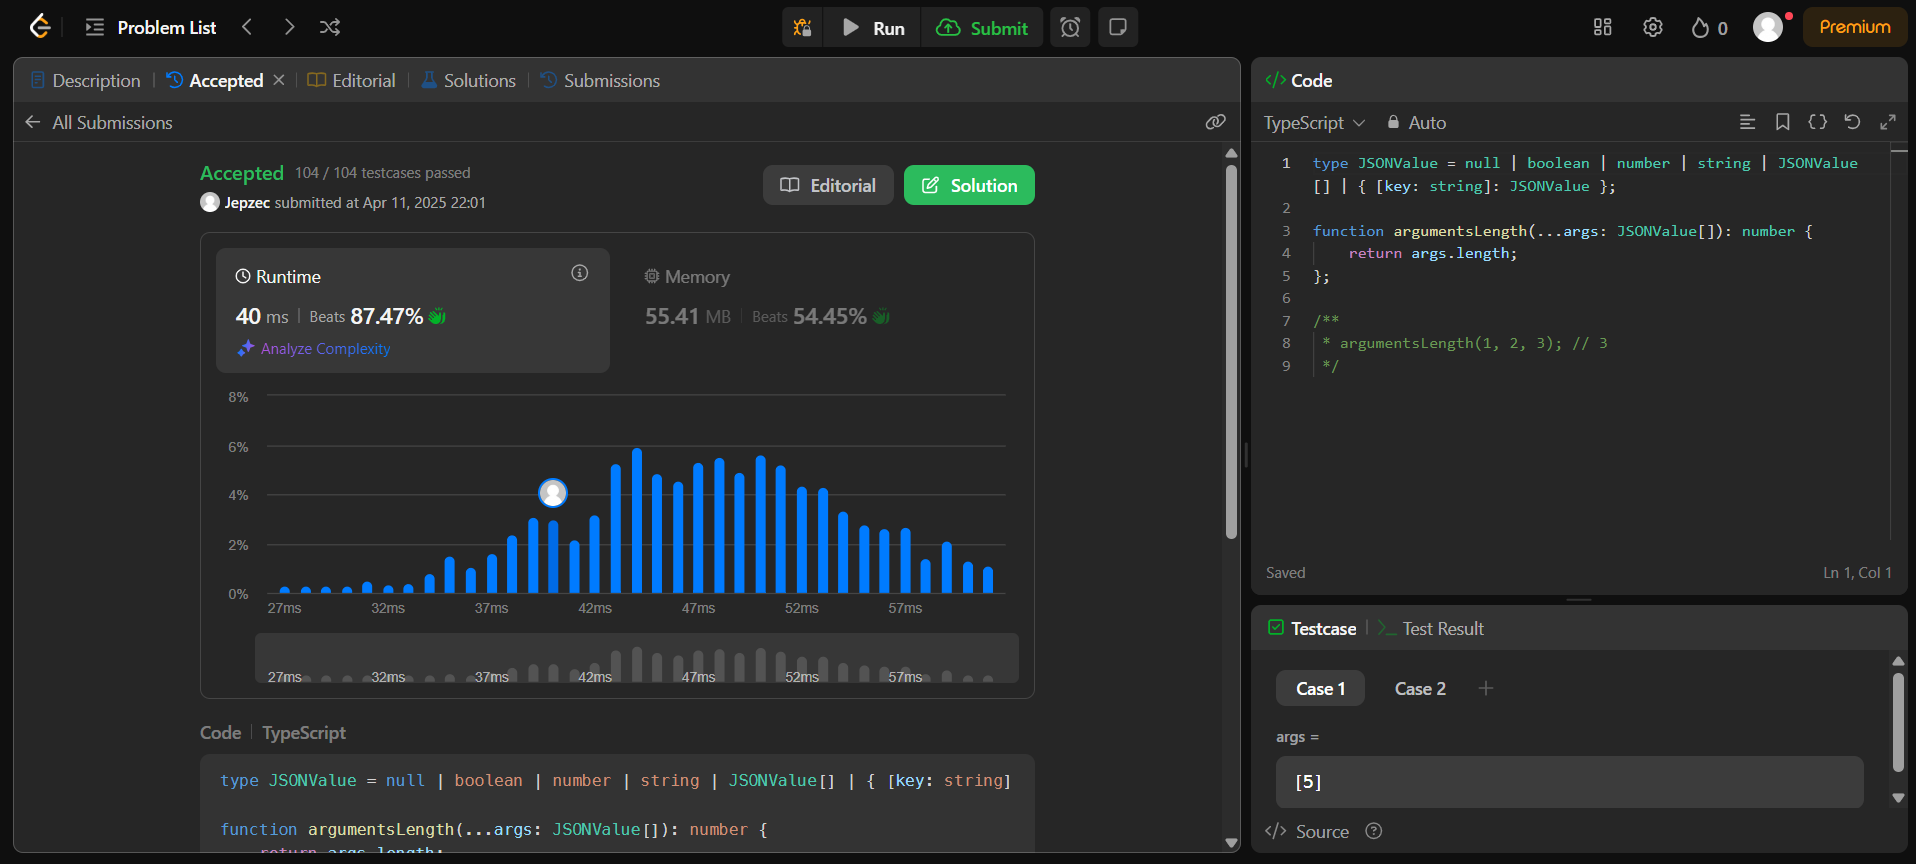 Problem List
Run
Submit
0
Premium
Description
Accepted
Editorial
Solutions
Submissions
All Submissions
Accepted 104 / 104 testcases passed
Jepzec submitted at Apr 11, 2025 22:01
Editorial
Solution
Runtime
40 ms | Beats 87.47%
Analyze Complexity
Memory
55.41 MB | Beats 54.45%
8%
6%
4%
2%
0%
27ms 32ms 37ms 42ms 47ms 52ms 57ms
27ms 32ms 37ms 42ms 47ms 52ms 57ms
Code | TypeScript
type JSONValue = null | boolean | number | string | JSONValue[] | { [key: string]
function argumentsLength(...args: JSONValue[]): number {
return args.length;
</> Code
TypeScript
Auto
1 type JSONValue = null | boolean | number | string | JSONValue
[] | { [key: string]: JSONValue };
2
3 function argumentsLength(...args: JSONValue[]): number {
4 return args.length;
5 };
6
7 /**
8 * argumentsLength(1, 2, 3); // 3
9 */
Saved
Ln 1, Col 1
Testcase
Test Result
Case 1
Case 2
+
args =
[5]
</> Source ?